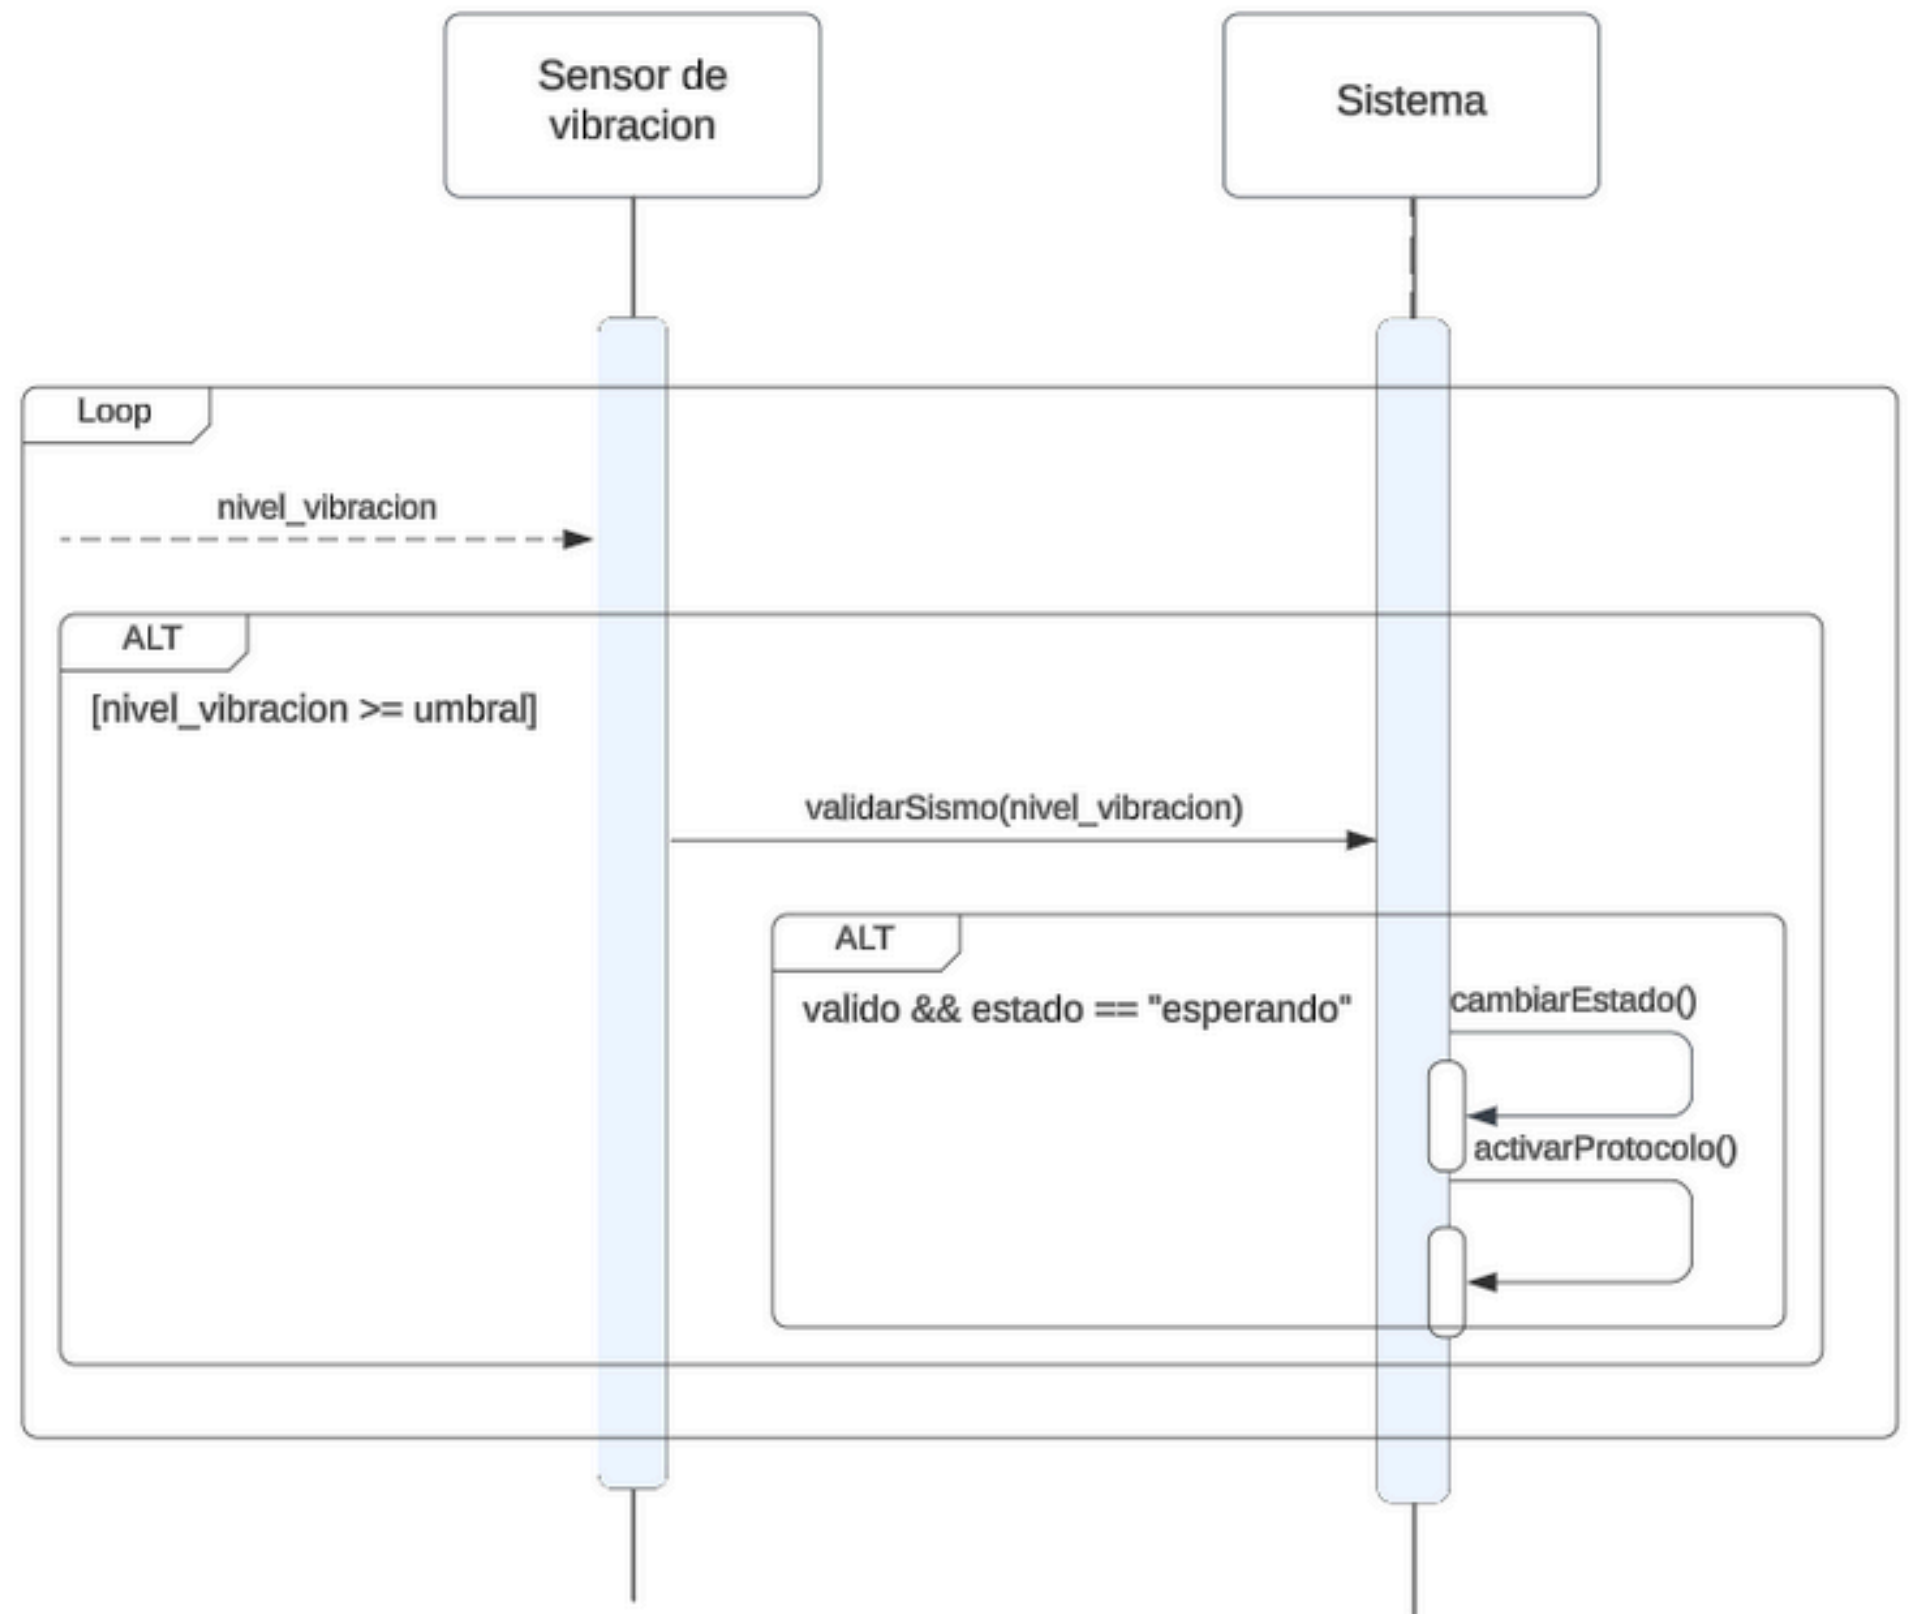 Sensor de
vibracion
Sistema
Loop
nivel_vibracion
ALT
[nivel_vibracion >= umbral]
validarSismo(nivel_vibracion)
ALT
valido && estado == "esperando"
cambiarEstado()
activarProtocolo()